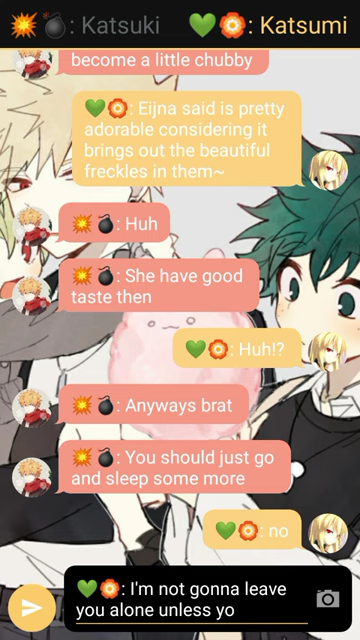 💥💣: Katsuki 💚🏵️: Katsumi
become a little chubby
💚🏵️: Eijna said is pretty
adorable considering it
brings out the beautiful
freckles in them~
💥💣: Huh
💥💣: She have good
taste then
💚🏵️: Huh!?
💥💣: Anyways brat
💥💣: You should just go
and sleep some more
💚🏵️: no
💚🏵️: I'm not gonna leave
you alone unless yo